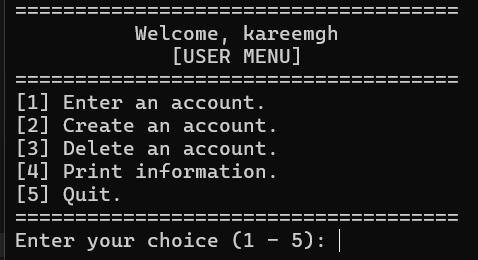 =====================================
Welcome, kareemgh
[USER MENU]
=====================================
[1] Enter an account.
[2] Create an account.
[3] Delete an account.
[4] Print information.
[5] Quit.
=====================================
Enter your choice (1 - 5):